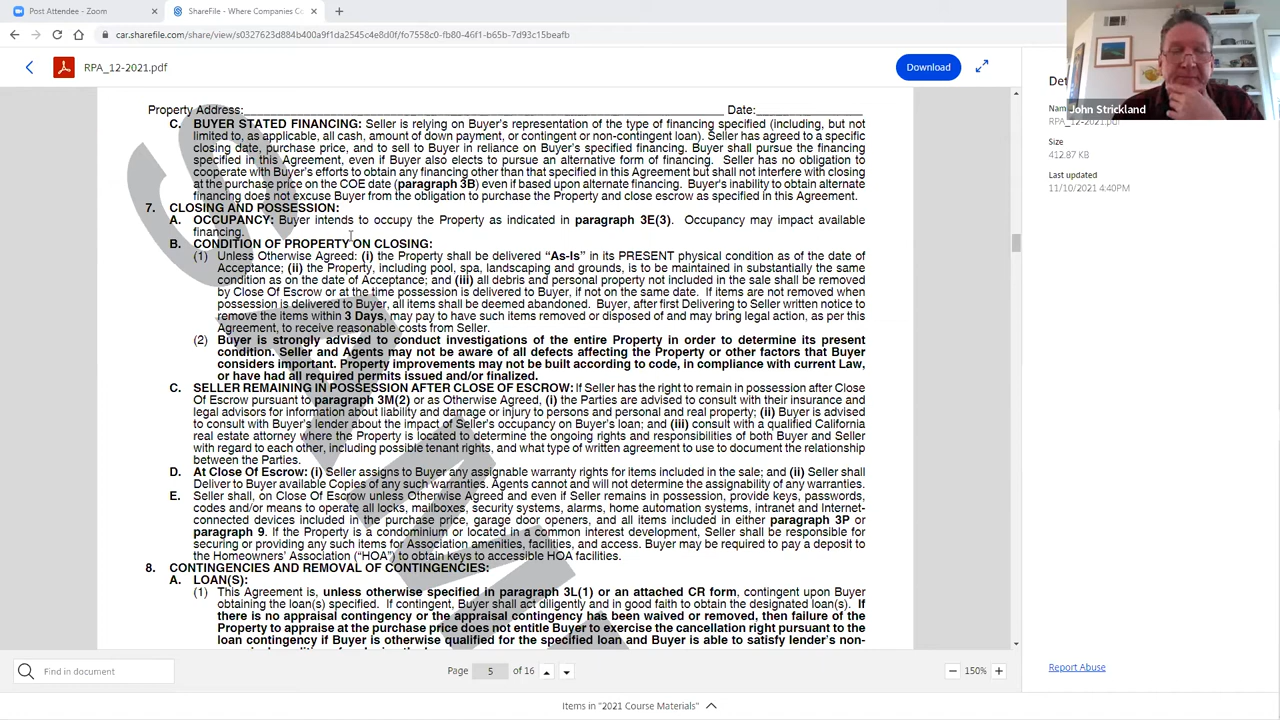 Post Attendee - Zoom
ShareFile - Where Companies Co
car.sharefile.com/share/view/s0327623d884b400a9f1da2545c4e8d0f/fo7558c0-fb80-46f1-b65b-7d93c15beafb
RPA_12-2021.pdf
Download
Property Address: Date:
C. BUYER STATED FINANCING: Seller is relying on Buyer's representation of the type of financing specified (including, but not
limited to, as applicable, all cash, amount of down payment, or contingent or non-contingent loan). Seller has agreed to a specific
closing date, purchase price, and to sell to Buyer in reliance on Buyer's specified financing. Buyer shall pursue the financing
specified in this Agreement, even if Buyer also elects to pursue an alternative form of financing. Seller has no obligation to
cooperate with Buyer's efforts to obtain any financing other than that specified in this Agreement but shall not interfere with closing
at the purchase price on the COE date (paragraph 3B) even if based upon alternate financing. Buyer's inability to obtain alternate
financing does not excuse Buyer from the obligation to purchase the Property and close escrow as specified in this Agreement.
7. CLOSING AND POSSESSION:
A. OCCUPANCY: Buyer intends to occupy the Property as indicated in paragraph 3E(3). Occupancy may impact available
financing.
B. CONDITION OF PROPERTY ON CLOSING:
(1) Unless Otherwise Agreed: (i) the Property shall be delivered "As-Is" in its PRESENT physical condition as of the date of
Acceptance; (ii) the Property, including pool, spa, landscaping and grounds, is to be maintained in substantially the same
condition as on the date of Acceptance; and (iii) all debris and personal property not included in the sale shall be removed
by Close Of Escrow or at the time possession is delivered to Buyer, if not on the same date. If items are not removed when
possession is delivered to Buyer, all items shall be deemed abandoned. Buyer, after first Delivering to Seller written notice to
remove the items within 3 Days, may pay to have such items removed or disposed of and may bring legal action, as per this
Agreement, to receive reasonable costs from Seller.
(2) Buyer is strongly advised to conduct investigations of the entire Property in order to determine its present
condition. Seller and Agents may not be aware of all defects affecting the Property or other factors that Buyer
considers important. Property improvements may not be built according to code, in compliance with current Law,
or have had all required permits issued and/or finalized.
C. SELLER REMAINING IN POSSESSION AFTER CLOSE OF ESCROW: If Seller has the right to remain in possession after Close
Of Escrow pursuant to paragraph 3M(2) or as Otherwise Agreed, (i) the Parties are advised to consult with their insurance and
legal advisors for information about liability and damage or injury to persons and personal and real property; (ii) Buyer is advised
to consult with Buyer's lender about the impact of Seller's occupancy on Buyer's loan; and (iii) consult with a qualified California
real estate attorney where the Property is located to determine the ongoing rights and responsibilities of both Buyer and Seller
with regard to each other, including possible tenant rights, and what type of written agreement to use to document the relationship
between the Parties.
D. At Close Of Escrow: (i) Seller assigns to Buyer any assignable warranty rights for items included in the sale; and (ii) Seller shall
Deliver to Buyer available Copies of any such warranties. Agents cannot and will not determine the assignability of any warranties.
E. Seller shall, on Close Of Escrow unless Otherwise Agreed and even if Seller remains in possession, provide keys, passwords,
codes and/or means to operate all locks, mailboxes, security systems, alarms, home automation systems, intranet and Internet-
connected devices included in the purchase price, garage door openers, and all items included in either paragraph 3P or
paragraph 9. If the Property is a condominium or located in a common interest development, Seller shall be responsible for
securing or providing any such items for Association amenities, facilities, and access. Buyer may be required to pay a deposit to
the Homeowners' Association ("HOA") to obtain keys to accessible HOA facilities.
8. CONTINGENCIES AND REMOVAL OF CONTINGENCIES:
A. LOAN(S):
(1) This Agreement is, unless otherwise specified in paragraph 3L(1) or an attached CR form, contingent upon Buyer
obtaining the loan(s) specified. If contingent, Buyer shall act diligently and in good faith to obtain the designated loan(s). If
there is no appraisal contingency or the appraisal contingency has been waived or removed, then failure of the
Property to appraise at the purchase price does not entitle Buyer to exercise the cancellation right pursuant to the
loan contingency if Buyer is otherwise qualified for the specified loan and Buyer is able to satisfy lender's non-
Find in document
Page 5 of 16
150%
Items in "2021 Course Materials"
John Strickland
RPA_12-2021.pdf
Size
412.87 KB
Last updated
11/10/2021 4:40PM
Report Abuse